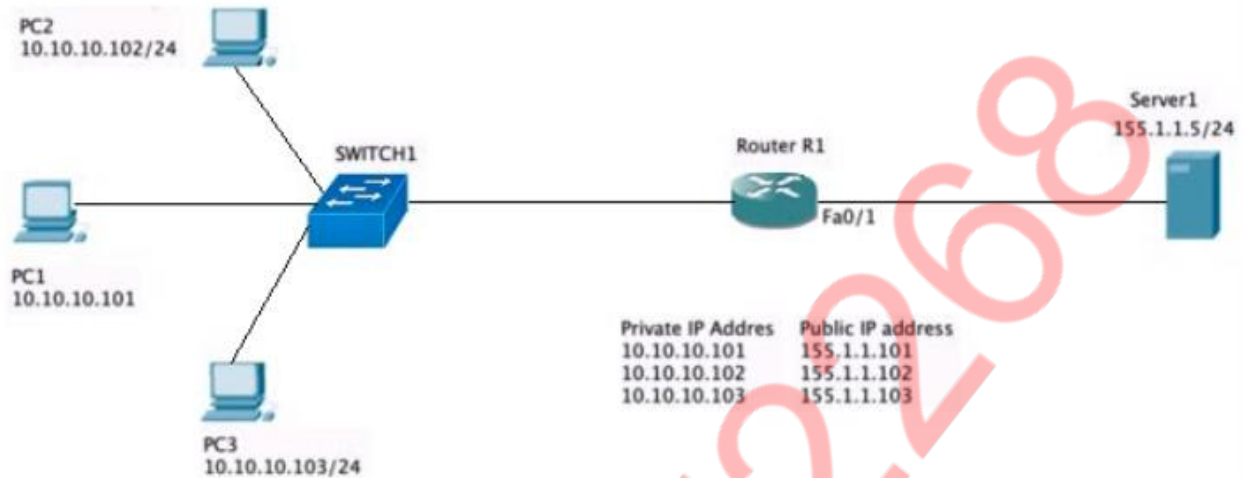 PC2
10.10.10.102/24
SWITCH1
Router R1
Fa0/1
Server1
155.1.1.5/24
PC1
10.10.10.101
PC3
10.10.10.103/24
Private IP Addres Public IP address
10.10.10.101 155.1.1.101
10.10.10.102 155.1.1.102
10.10.10.103 155.1.1.103
2268